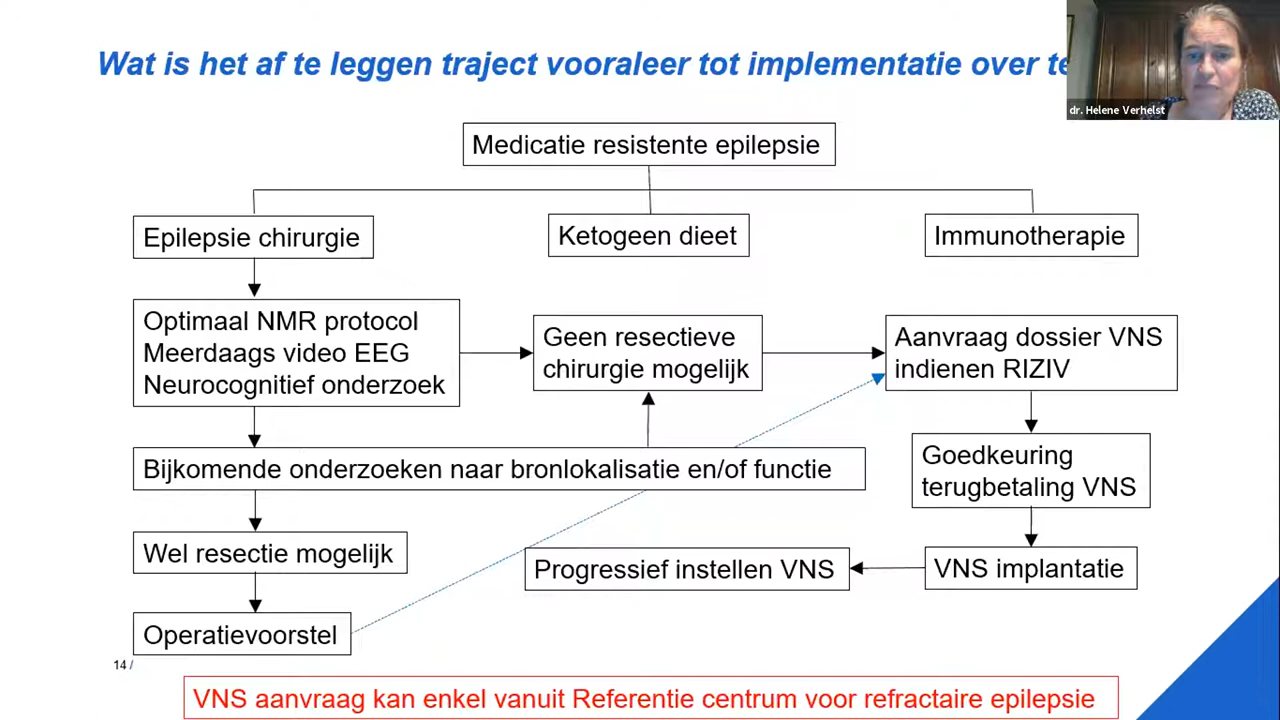 Wat is het af te leggen traject vooraleer tot implementatie over te
dr. Helene Verhelst
Medicatie resistente epilepsie
Epilepsie chirurgie
Ketogeen dieet
Immunotherapie
Optimaal NMR protocol
Meerdaags video EEG
Neurocognitief onderzoek
Geen resectieve
chirurgie mogelijk
Aanvraag dossier VNS
indienen RIZIV
Bijkomende onderzoeken naar bronlokalisatie en/of functie
Goedkeuring
terugbetaling VNS
Wel resectie mogelijk
Progressief instellen VNS
VNS implantatie
Operatievoorstel
14 /
VNS aanvraag kan enkel vanuit Referentie centrum voor refractaire epilepsie